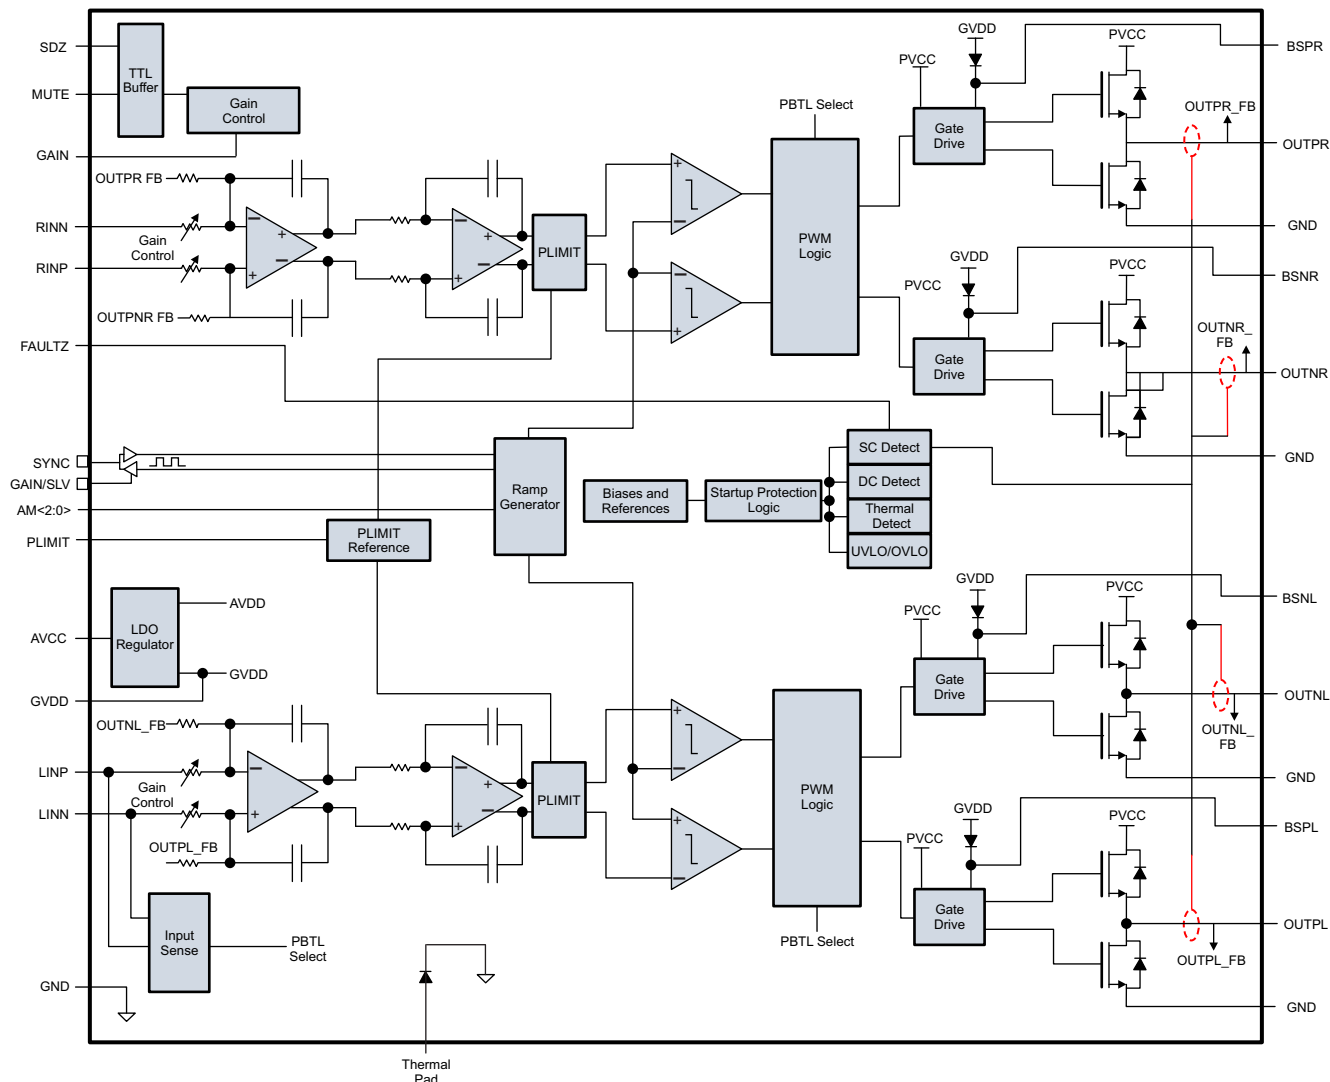 SDZ
MUTE
TTL
Buffer
Gain
Control
GAIN
OUTPR FB
RINN
Gain
Control
RINP
OUTPNR FB
FAULTZ
SYNC
GAIN/SLV
AM<2:0>
PLIMIT
PLIMIT
Reference
Ramp
Generator
PLIMIT
PBTL Select
PWM
Logic
Biases and
References
Startup Protection
Logic
SC Detect
DC Detect
Thermal
Detect
UVLO/OVLO
GVDD
PVCC
Gate
Drive
PVCC
BSPR
OUTPR_FB
OUTPR
GND
GVDD
PVCC
Gate
Drive
PVCC
BSNR
OUTNR_
FB
OUTNR
GND
AVCC
LDO
Regulator
AVDD
GVDD
GVDD
OUTNL_FB
LINP
Gain
Control
LINN
OUTPL_FB
PLIMIT
PWM
Logic
PBTL Select
Input
Sense
PBTL
Select
GND
Thermal
Pad
GVDD
PVCC
Gate
Drive
PVCC
BSNL
OUTNL
OUTNL_
FB
GND
GVDD
PVCC
Gate
Drive
PVCC
BSPL
OUTPL
OUTPL_FB
GND